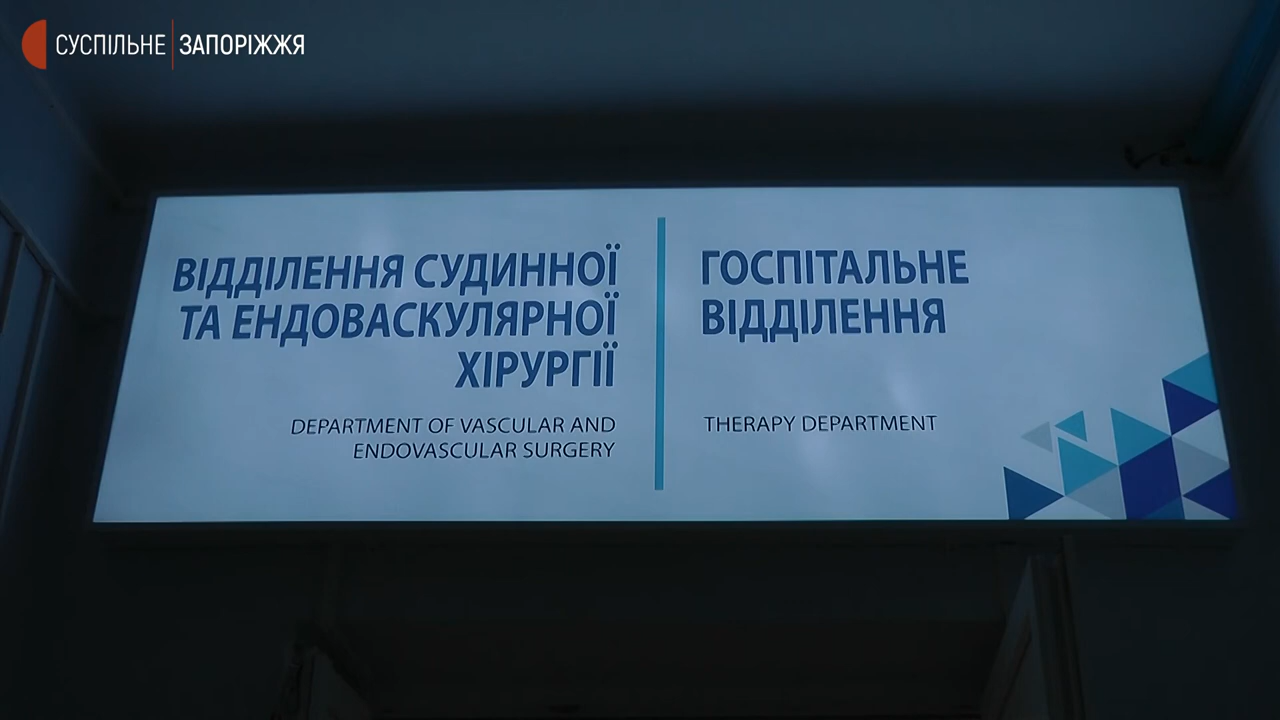 СУСПІЛЬНЕ ЗАПОРІЖЖЯ
ВІДДІЛЕННЯ СУДИННОЇ
ТА ЕНДОВАСКУЛЯРНОЇ
ХІРУРГІЇ
DEPARTMENT OF VASCULAR AND
ENDOVASCULAR SURGERY
ГОСПІТАЛЬНЕ
ВІДДІЛЕННЯ
THERAPY DEPARTMENT